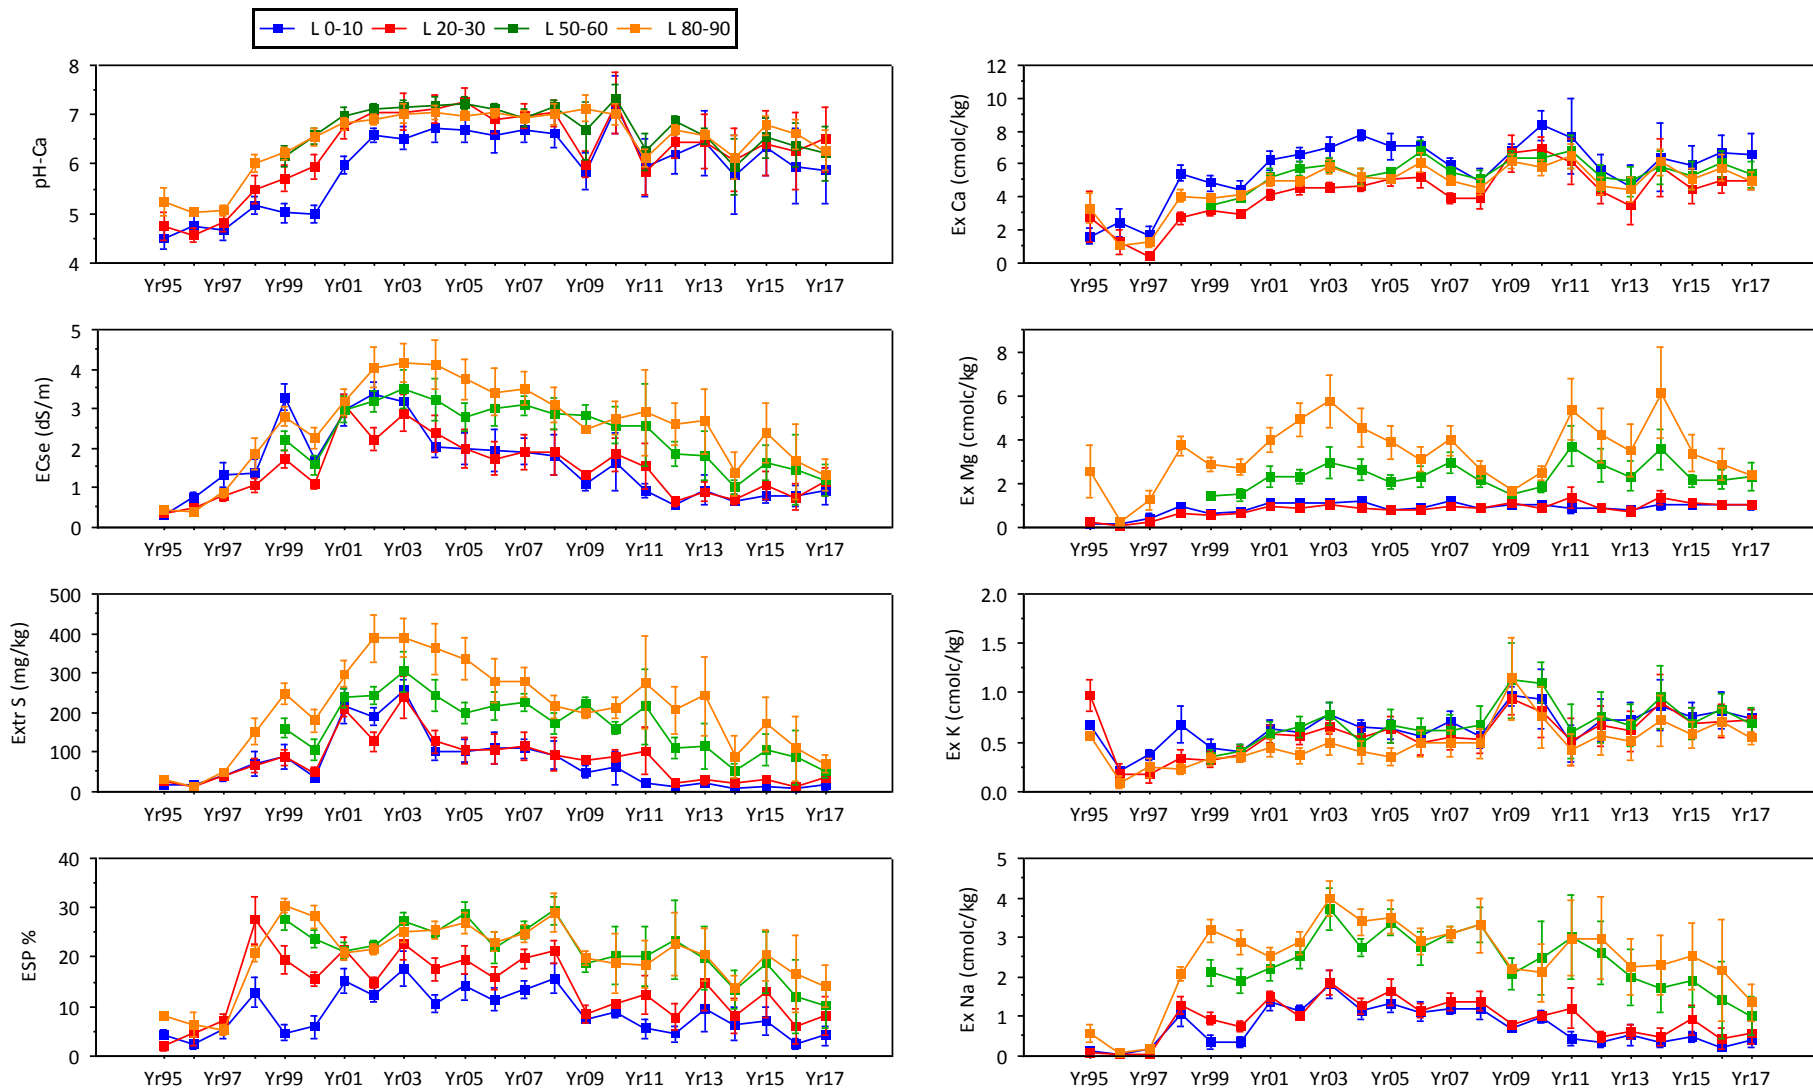 L 0-10 L 20-30 L 50-60 L 80-90
pH-Ca
8
7
6
5
4
Yr95 Yr97 Yr99 Yr01 Yr03 Yr05 Yr07 Yr09 Yr11 Yr13 Yr15 Yr17
Ex Ca (cmolc/kg)
12
10
8
6
4
2
0
Yr95 Yr97 Yr99 Yr01 Yr03 Yr05 Yr07 Yr09 Yr11 Yr13 Yr15 Yr17
ECse (dS/m)
5
4
3
2
1
0
Yr95 Yr97 Yr99 Yr01 Yr03 Yr05 Yr07 Yr09 Yr11 Yr13 Yr15 Yr17
Ex Mg (cmolc/kg)
8
6
4
2
0
Yr95 Yr97 Yr99 Yr01 Yr03 Yr05 Yr07 Yr09 Yr11 Yr13 Yr15 Yr17
Extr S (mg/kg)
500
400
300
200
100
0
Yr95 Yr97 Yr99 Yr01 Yr03 Yr05 Yr07 Yr09 Yr11 Yr13 Yr15 Yr17
Ex K (cmolc/kg)
2.0
1.5
1.0
0.5
0.0
Yr95 Yr97 Yr99 Yr01 Yr03 Yr05 Yr07 Yr09 Yr11 Yr13 Yr15 Yr17
ESP %
40
30
20
10
0
Yr95 Yr97 Yr99 Yr01 Yr03 Yr05 Yr07 Yr09 Yr11 Yr13 Yr15 Yr17
Ex Na (cmolc/kg)
5
4
3
2
1
0
Yr95 Yr97 Yr99 Yr01 Yr03 Yr05 Yr07 Yr09 Yr11 Yr13 Yr15 Yr17